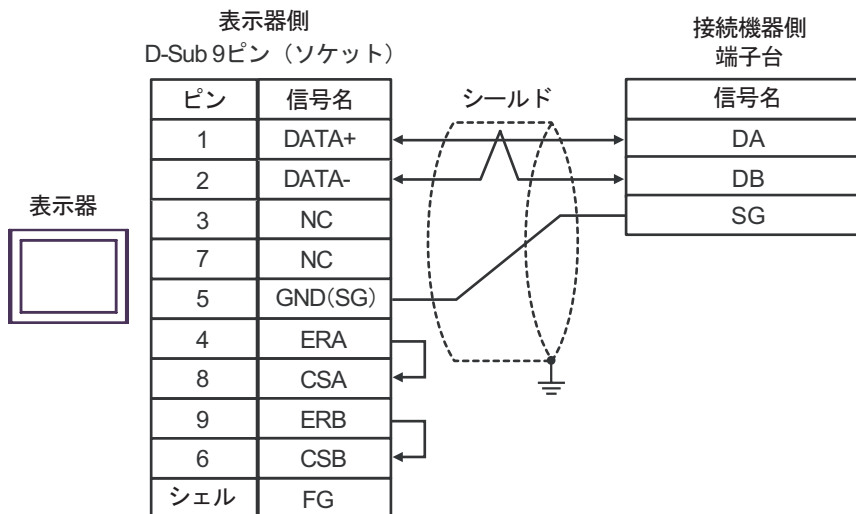 表示器側
D-Sub 9ピン（ソケット）
接続機器側
端子台
ピン 信号名
シールド
信号名
1 DATA+
DA
2 DATA-
DB
表示器
3 NC
SG
7 NC
5 GND(SG)
4 ERA
8 CSA
9 ERB
6 CSB
シェル FG